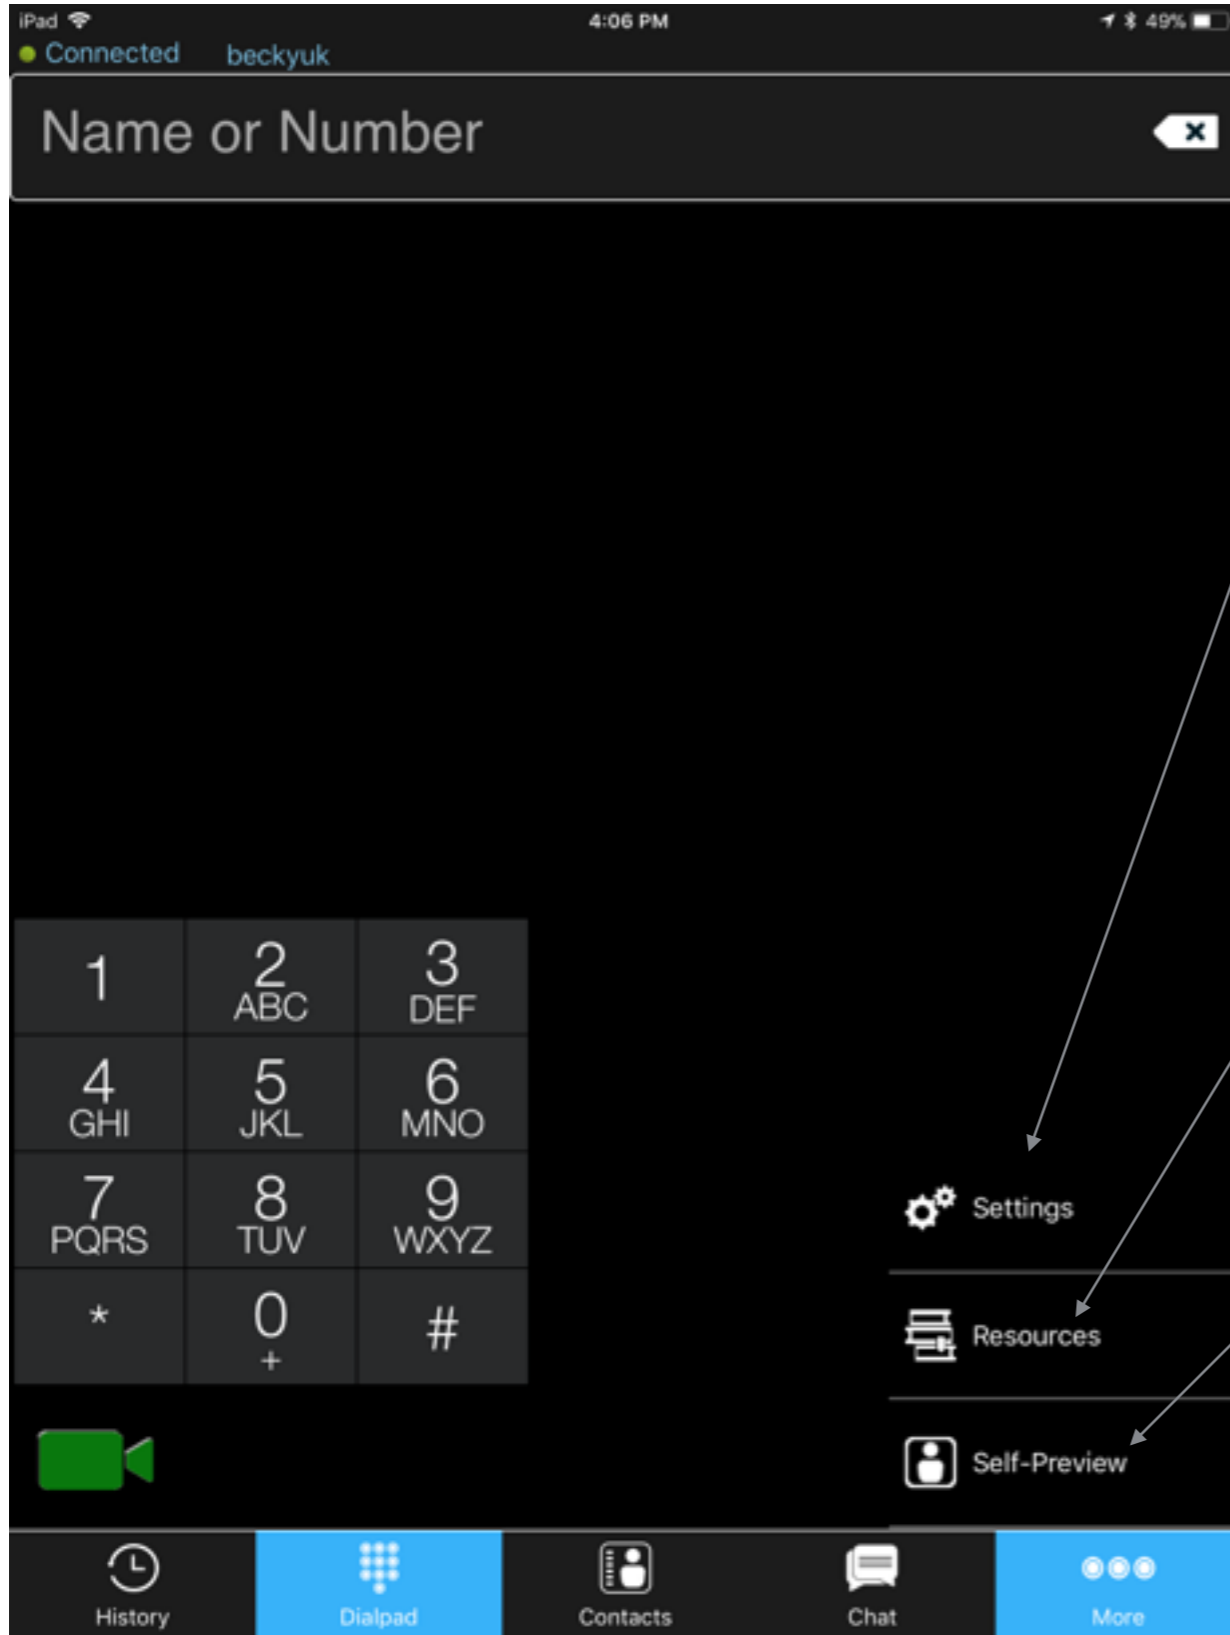 iPad 4:06 PM 49%
Connected beckyuk
Name or Number
1 2 3
ABC DEF
4 5 6
GHI JKL MNO
7 8 9
PQRS TUV WXYZ
* 0 #
+
Settings
Resources
Self-Preview
History Dialpad Contacts Chat More